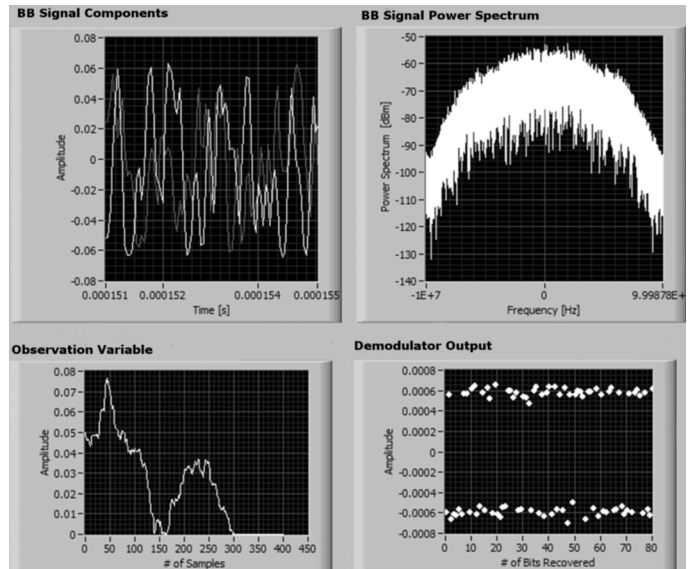 BB Signal Components
0.08
0.06
0.04
0.02
0
-0.02
-0.04
-0.06
-0.08
Amplitude
0.000151
0.000152
0.000154
0.000155
Time [s]
BB Signal Power Spectrum
-50
-60
-70
-80
-90
-100
-110
-120
-130
-140
Power Spectrum [dBm]
-1E+7
0
9.99878E+
Frequency [Hz]
Observation Variable
0.08
0.07
0.06
0.05
0.04
0.03
0.02
0.01
0
Amplitude
0 50 100 150 200 250 300 350 400 450
# of Samples
Demodulator Output
0.0008
0.0006
0.0004
0.0002
0
-0.0002
-0.0004
-0.0006
-0.0008
Amplitude
0 10 20 30 40 50 60 70 80
# of Bits Recovered